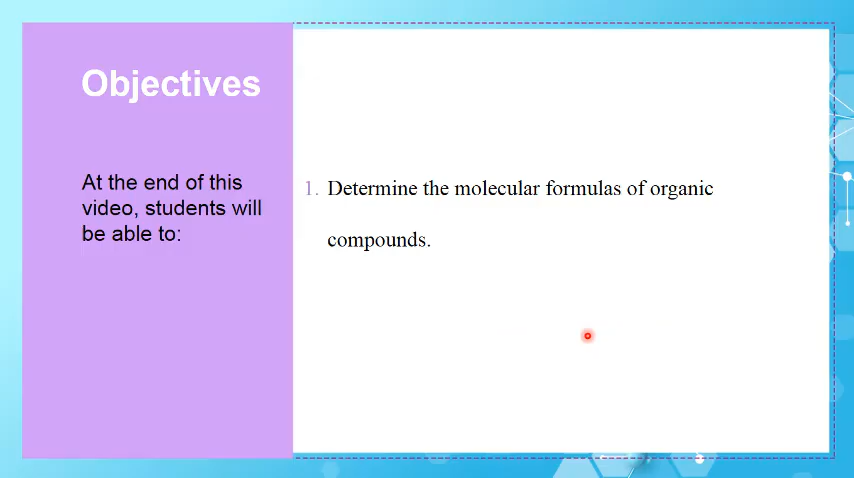 Objectives
At the end of this
video, students will
be able to:
1. Determine the molecular formulas of organic
compounds.